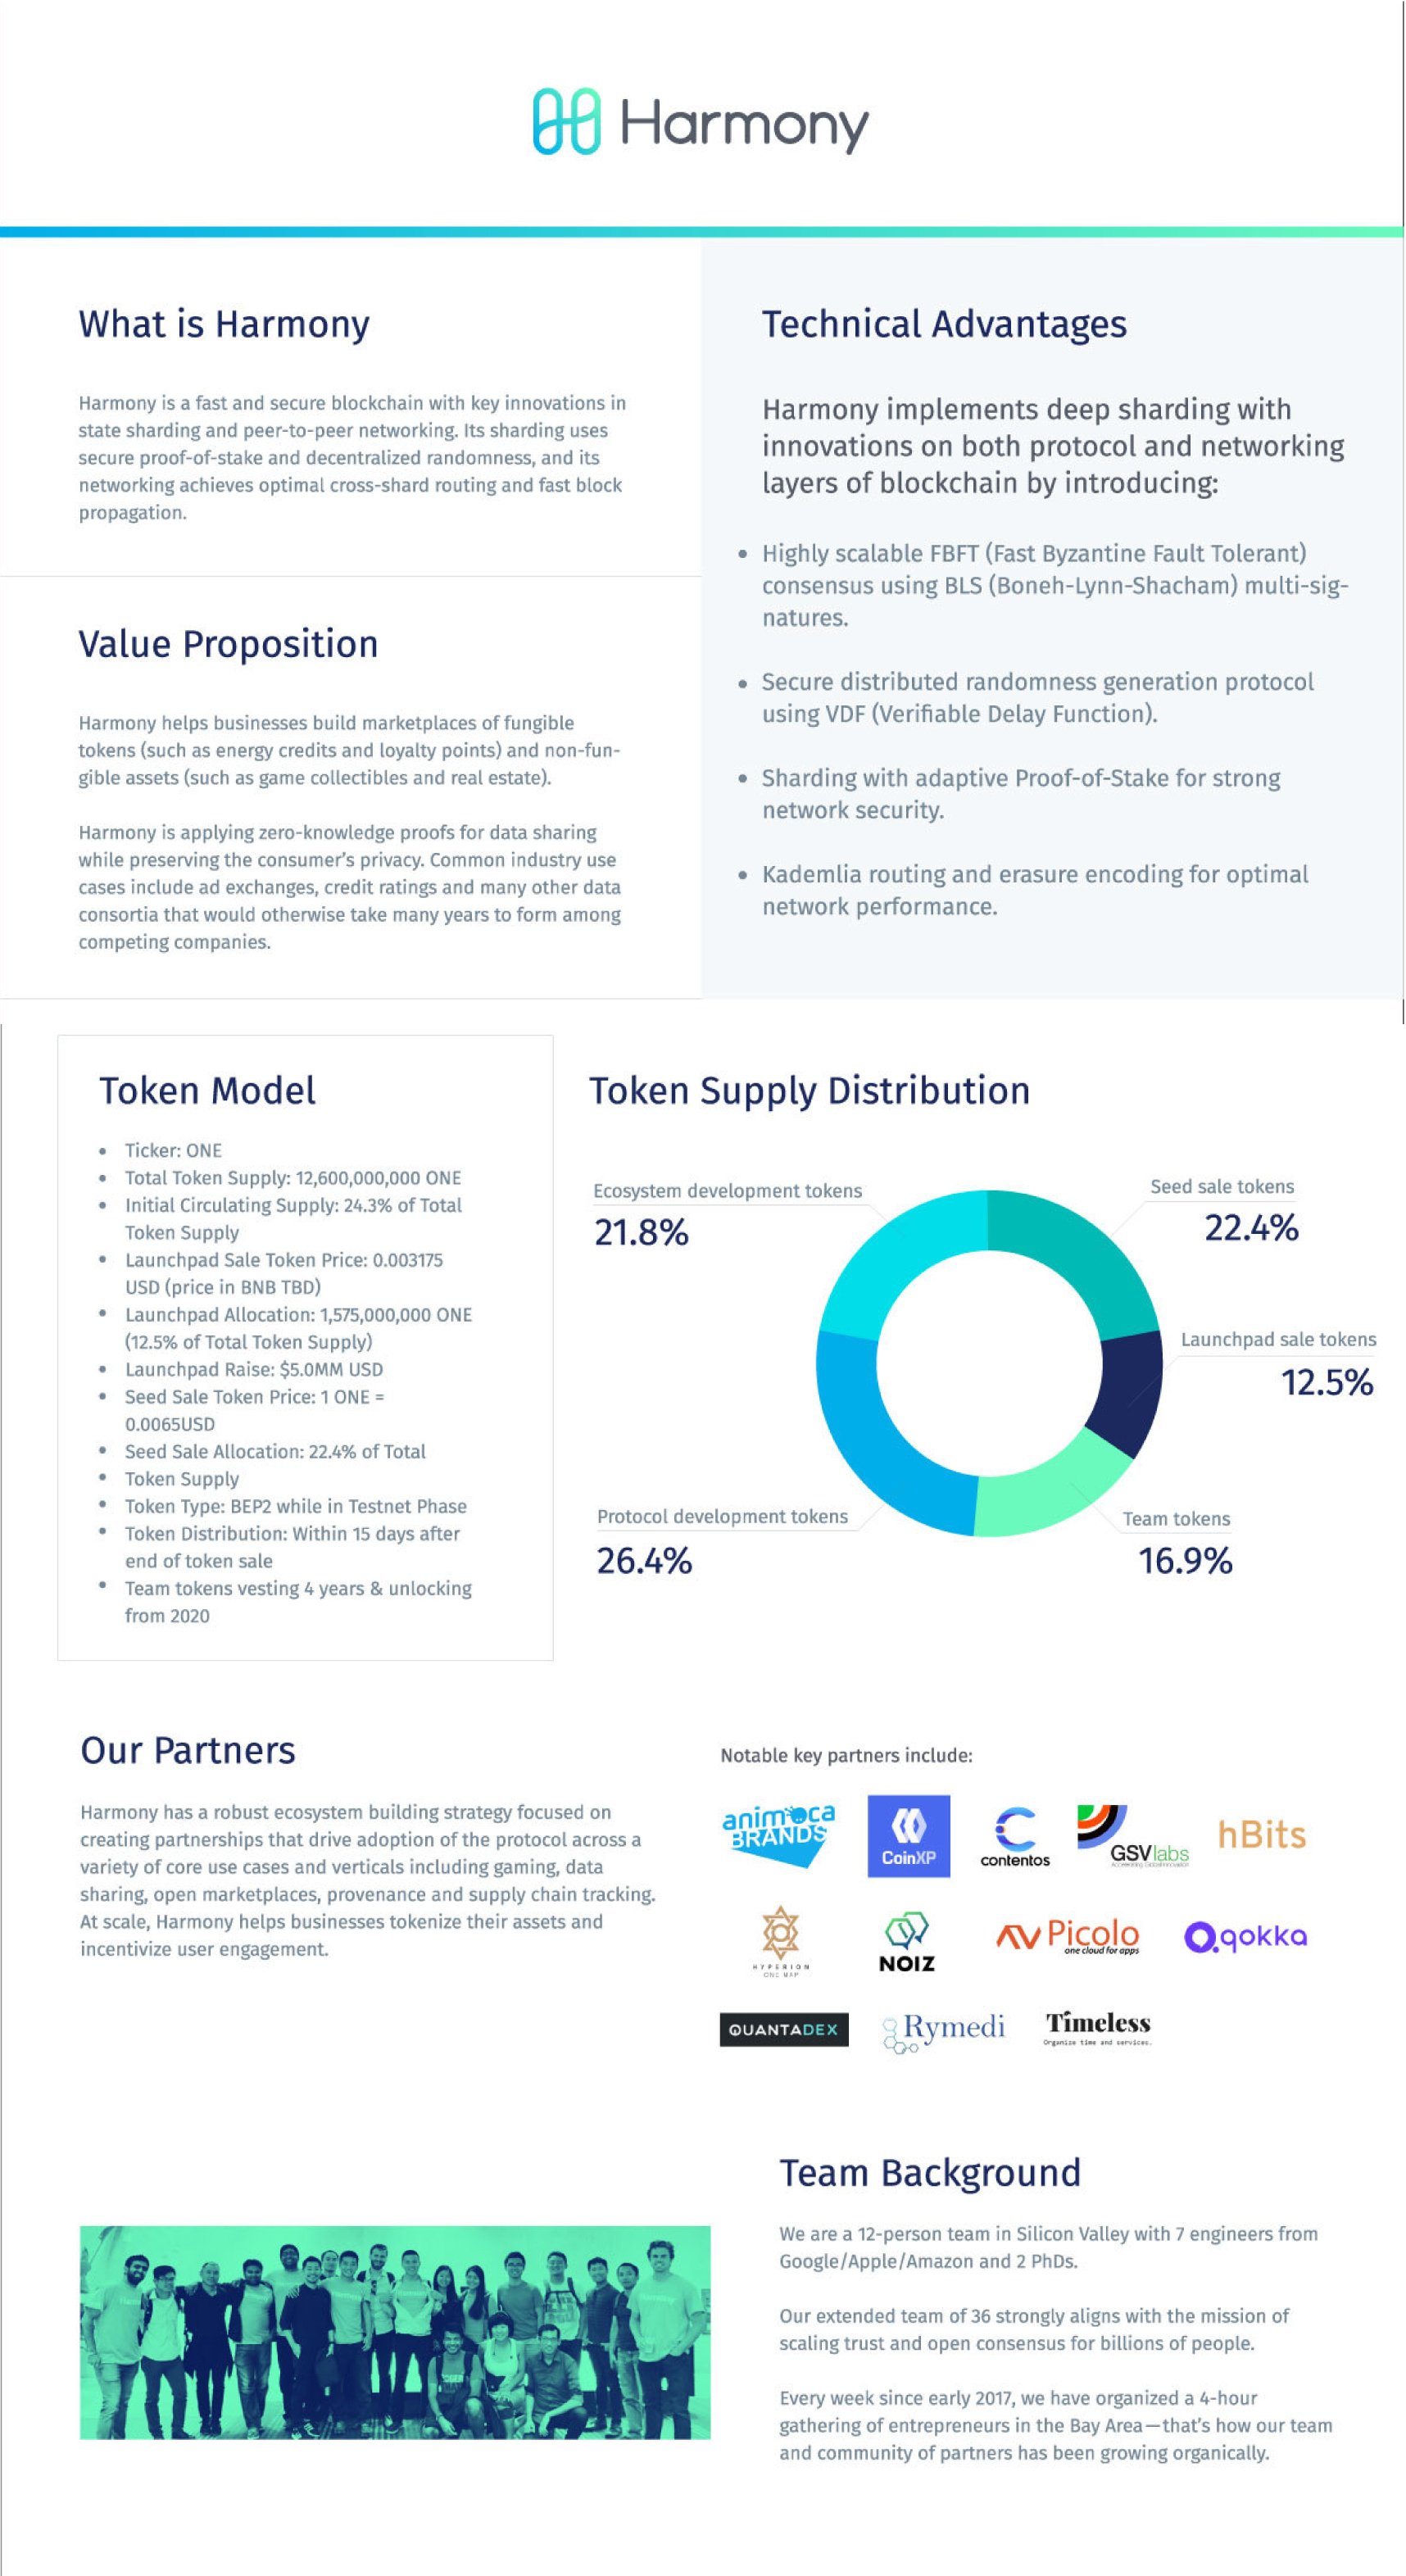 Harmony
What is Harmony
Harmony is a fast and secure blockchain with key innovations in
state sharding and peer-to-peer networking. Its sharding uses
secure proof-of-stake and decentralized randomness, and its
networking achieves optimal cross-shard routing and fast block
propagation.
Value Proposition
Harmony helps businesses build marketplaces of fungible
tokens (such as energy credits and loyalty points) and non-fun-
gible assets (such as game collectibles and real estate).
Harmony is applying zero-knowledge proofs for data sharing
while preserving the consumer's privacy. Common industry use
cases include ad exchanges, credit ratings and many other data
consortia that would otherwise take many years to form among
competing companies.
Technical Advantages
Harmony implements deep sharding with
innovations on both protocol and networking
layers of blockchain by introducing:
• Highly scalable FBFT (Fast Byzantine Fault Tolerant)
consensus using BLS (Boneh-Lynn-Shacham) multi-sig-
natures.
• Secure distributed randomness generation protocol
using VDF (Verifiable Delay Function).
• Sharding with adaptive Proof-of-Stake for strong
network security.
• Kademlia routing and erasure encoding for optimal
network performance.
Token Model
• Ticker: ONE
• Total Token Supply: 12,600,000,000 ONE
• Initial Circulating Supply: 24.3% of Total
Token Supply
• Launchpad Sale Token Price: 0.003175
USD (price in BNB TBD)
• Launchpad Allocation: 1,575,000,000 ONE
(12.5% of Total Token Supply)
• Launchpad Raise: $5.0MM USD
• Seed Sale Token Price: 1 ONE =
0.0065USD
• Seed Sale Allocation: 22.4% of Total
• Token Supply
• Token Type: BEP2 while in Testnet Phase
• Token Distribution: Within 15 days after
end of token sale
• Team tokens vesting 4 years & unlocking
from 2020
Token Supply Distribution
Ecosystem development tokens
21.8%
Seed sale tokens
22.4%
Launchpad sale tokens
12.5%
Protocol development tokens
26.4%
Team tokens
16.9%
Our Partners
Harmony has a robust ecosystem building strategy focused on
creating partnerships that drive adoption of the protocol across a
variety of core use cases and verticals including gaming, data
sharing, open marketplaces, provenance and supply chain tracking.
At scale, Harmony helps businesses tokenize their assets and
incentivize user engagement.
Notable key partners include:
animoca
BRANDS
CoinXP
contentos
GSVlabs
Accelerating Global Innovation
hBits
HYPERION
ONE MAP
NOIZ
Picolo
one cloud for apps
qokka
QUANTADEX
Rymedi
Timeless
Organize time and services.
Team Background
We are a 12-person team in Silicon Valley with 7 engineers from
Google/Apple/Amazon and 2 PhDs.
Our extended team of 36 strongly aligns with the mission of
scaling trust and open consensus for billions of people.
Every week since early 2017, we have organized a 4-hour
gathering of entrepreneurs in the Bay Area—that's how our team
and community of partners has been growing organically.